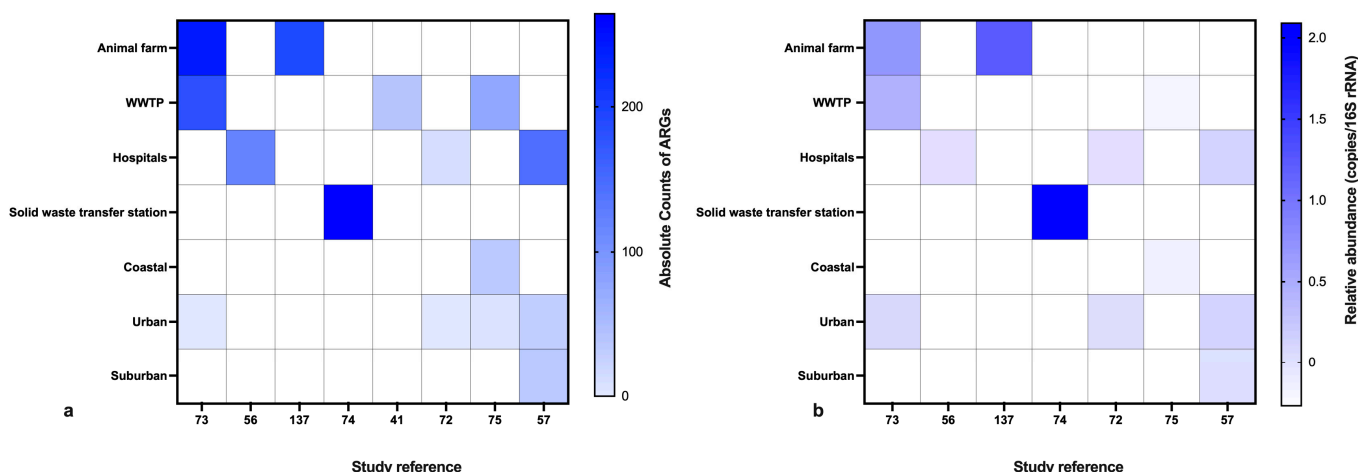 Animal farm
WWTP
Hospitals
Solid waste transfer station
Coastal
Urban
Suburban
73 56 137 74 41 72 75 57
Study reference
a
200
100
0
Absolute Counts of ARGs
Animal farm
WWTP
Hospitals
Solid waste transfer station
Coastal
Urban
Suburban
73 56 137 74 72 75 57
Study reference
b
2.0
1.5
1.0
0.5
0
Relative abundance (copies/16S rRNA)